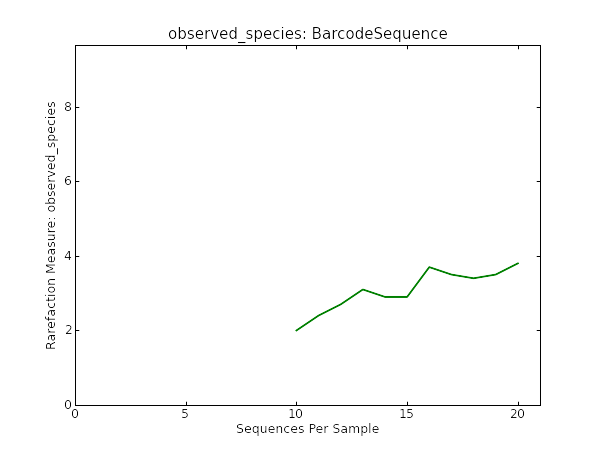 observed_species: BarcodeSequence
Rarefaction Measure: observed_species
8
6
4
2
0
0 5 10 15 20
Sequences Per Sample